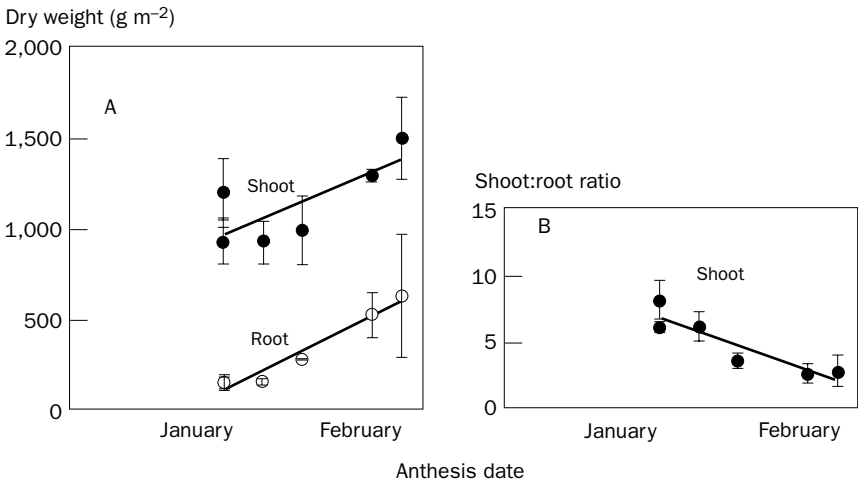 Dry weight (g m–2)
2,000
1,500
1,000
500
0
A
Shoot
Root
January
February
Shoot:root ratio
15
10
5
0
B
Shoot
January
February
Anthesis date